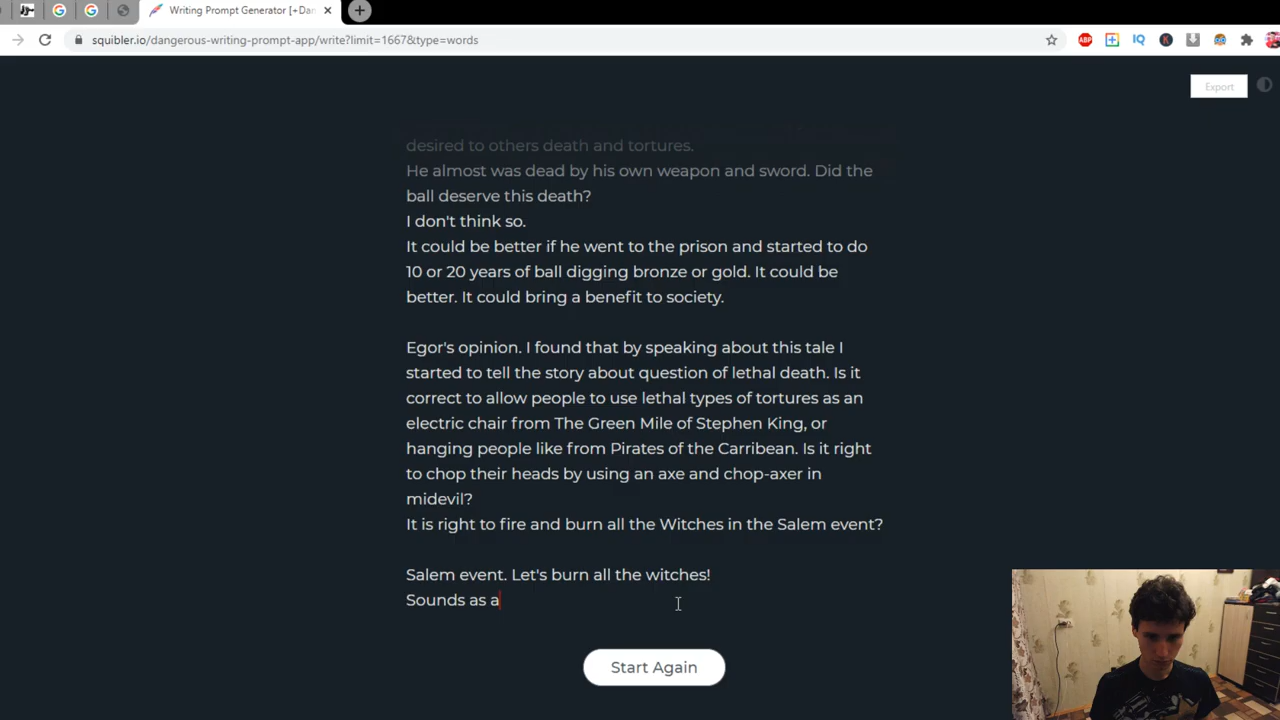 Writing Prompt Generator [+Dan
squibler.io/dangerous-writing-prompt-app/write?limit=1667&type=words
ABP
IQ
K
Export
desired to others death and tortures.
He almost was dead by his own weapon and sword. Did the
ball deserve this death?
I don't think so.
It could be better if he went to the prison and started to do
10 or 20 years of ball digging bronze or gold. It could be
better. It could bring a benefit to society.
Egor's opinion. I found that by speaking about this tale I
started to tell the story about question of lethal death. Is it
correct to allow people to use lethal types of tortures as an
electric chair from The Green Mile of Stephen King, or
hanging people like from Pirates of the Carribean. Is it right
to chop their heads by using an axe and chop-axer in
midevil?
It is right to fire and burn all the Witches in the Salem event?
Salem event. Let's burn all the witches!
Sounds as a
Start Again